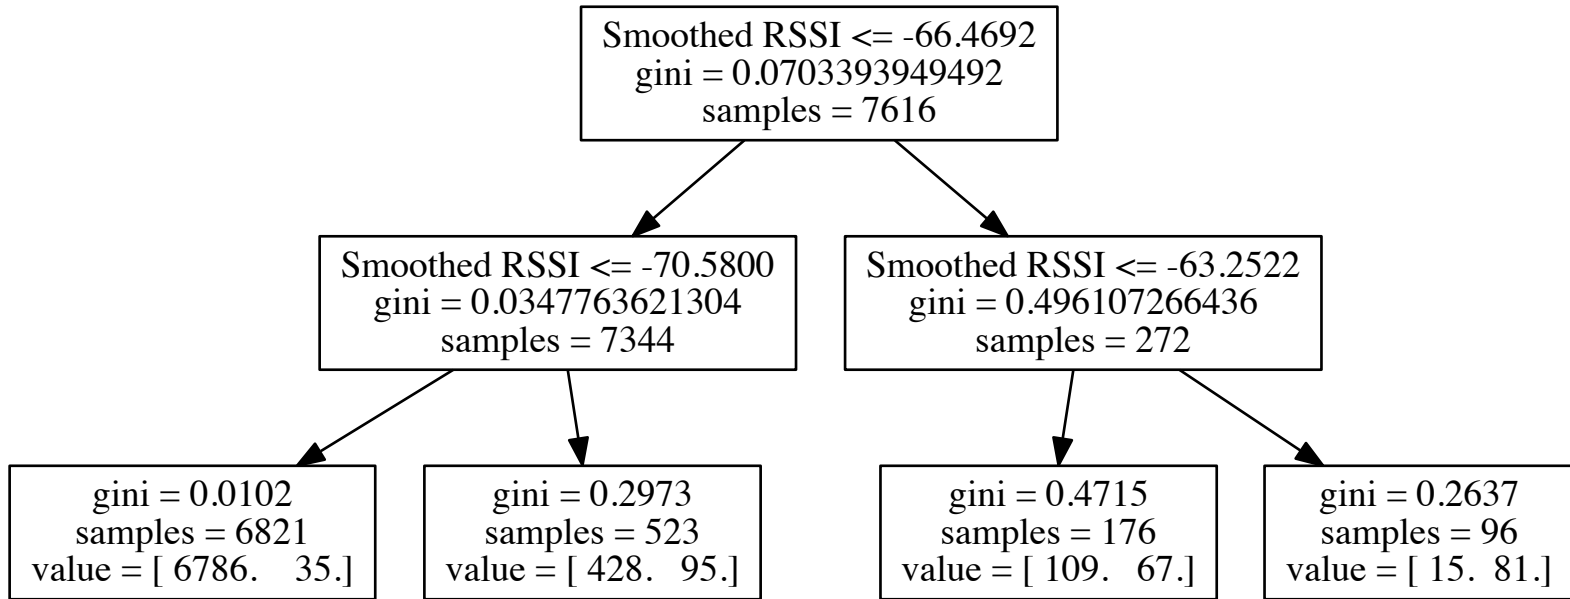 Smoothed RSSI <= -66.4692
gini = 0.0703393949492
samples = 7616
Smoothed RSSI <= -70.5800
gini = 0.0347763621304
samples = 7344
Smoothed RSSI <= -63.2522
gini = 0.496107266436
samples = 272
gini = 0.0102
samples = 6821
value = [ 6786.    35.]
gini = 0.2973
samples = 523
value = [ 428.   95.]
gini = 0.4715
samples = 176
value = [ 109.   67.]
gini = 0.2637
samples = 96
value = [ 15.  81.]